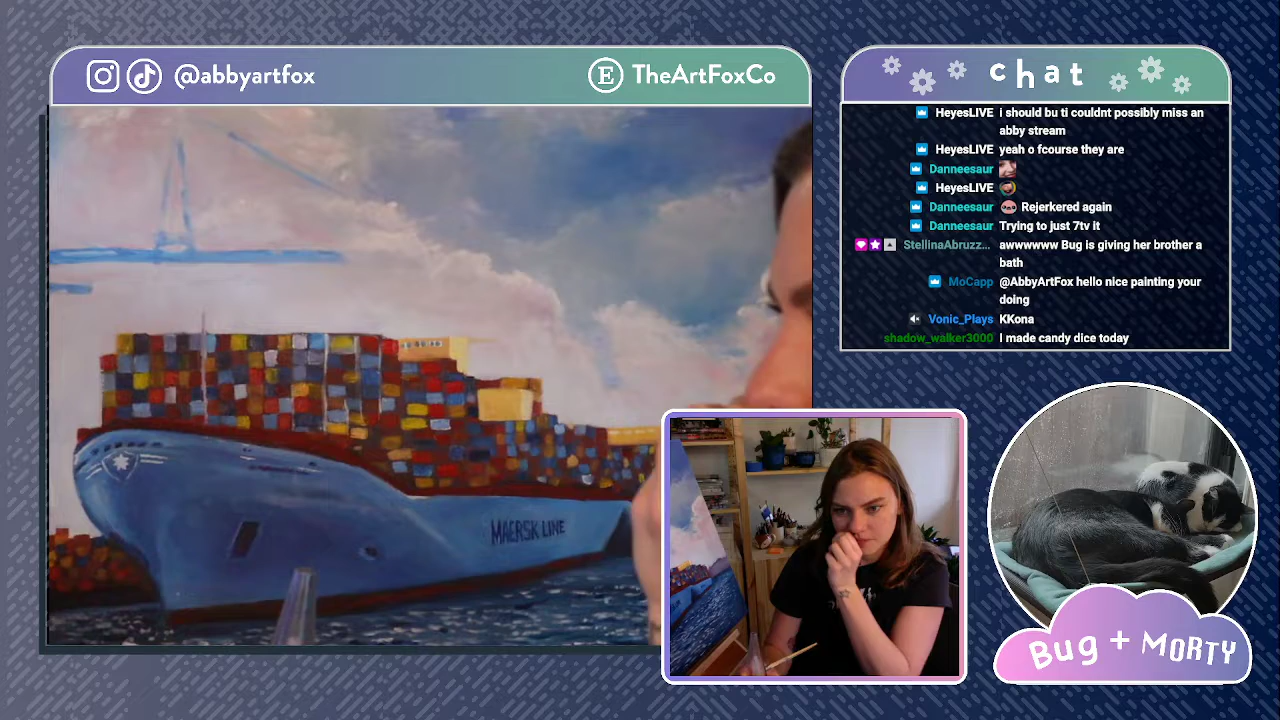 @abbyartfox
E TheArtFoxCo
chat
HeyesLIVE i should bu ti couldnt possibly miss an
abby stream
HeyesLIVE yeah o fcourse they are
Danneesaur
HeyesLIVE
Danneesaur Rejerkered again
Danneesaur Trying to just 7tv it
StellinaAbruzz... awwwwww Bug is giving her brother a
bath
MoCapp @AbbyArtFox hello nice painting your
doing
Vonic_Plays KKona
shadow_walker3000 I made candy dice today
MAERSK LINE
Bug + MORTY